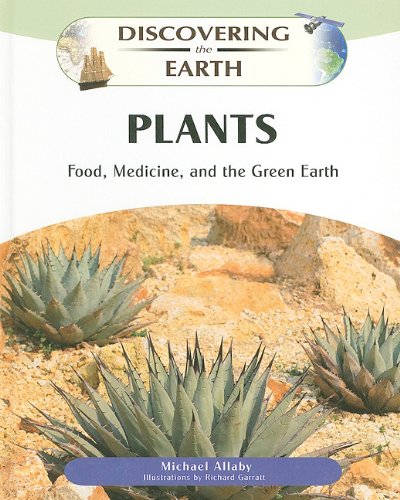 DISCOVERING
the
EARTH
PLANTS
Food, Medicine, and the Green Earth
Michael Allaby
Illustrations by Richard Garratt